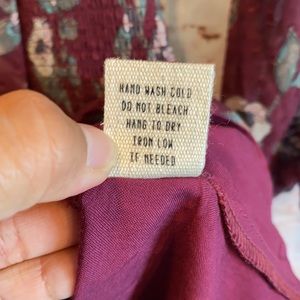 HAND WASH COLD
DO NOT BLEACH
HANG TO DRY
IRON LOW
IF NEEDED